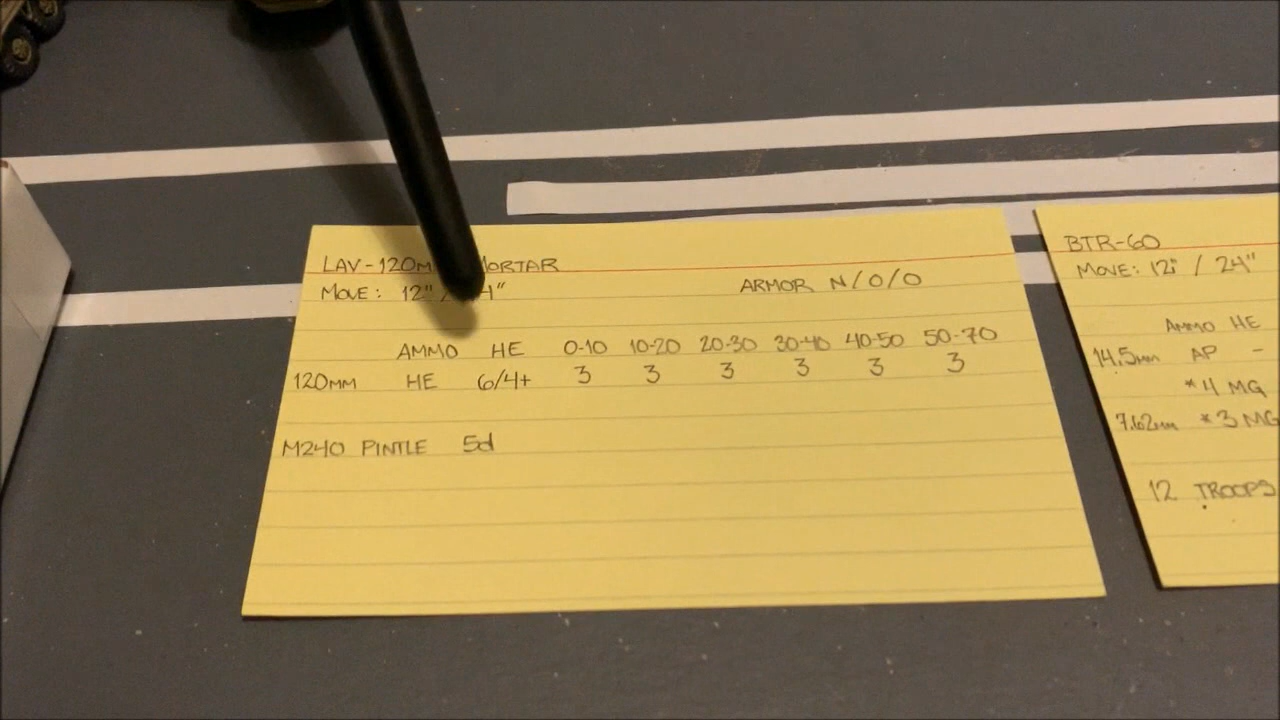 LAV-120M MORTAR
MOVE: 12" / 4"
ARMOR N/0/0
AMMO HE 0-10 10-20 20-30 30-40 40-50 50-70
120MM HE 6/4+ 3 3 3 3 3 3
M240 PINTLE 5d
BTR-60
MOVE: 12" / 24"
AMMO HE
14.5mm AP -
*4 MG
7.62mm *3 MG
12 TROOPS